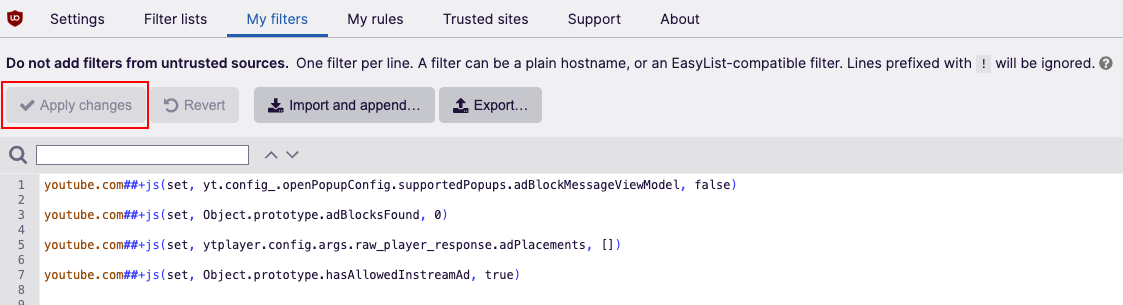 Settings Filter lists My filters My rules Trusted sites Support About
Do not add filters from untrusted sources. One filter per line. A filter can be a plain hostname, or an EasyList-compatible filter. Lines prefixed with ! will be ignored. ?
Apply changes Revert Import and append… Export…
1 youtube.com##+js(set, yt.config_.openPopupConfig.supportedPopups.adBlockMessageViewModel, false)
2
3 youtube.com##+js(set, Object.prototype.adBlocksFound, 0)
4
5 youtube.com##+js(set, ytplayer.config.args.raw_player_response.adPlacements, [])
6
7 youtube.com##+js(set, Object.prototype.hasAllowedInstreamAd, true)
8
9